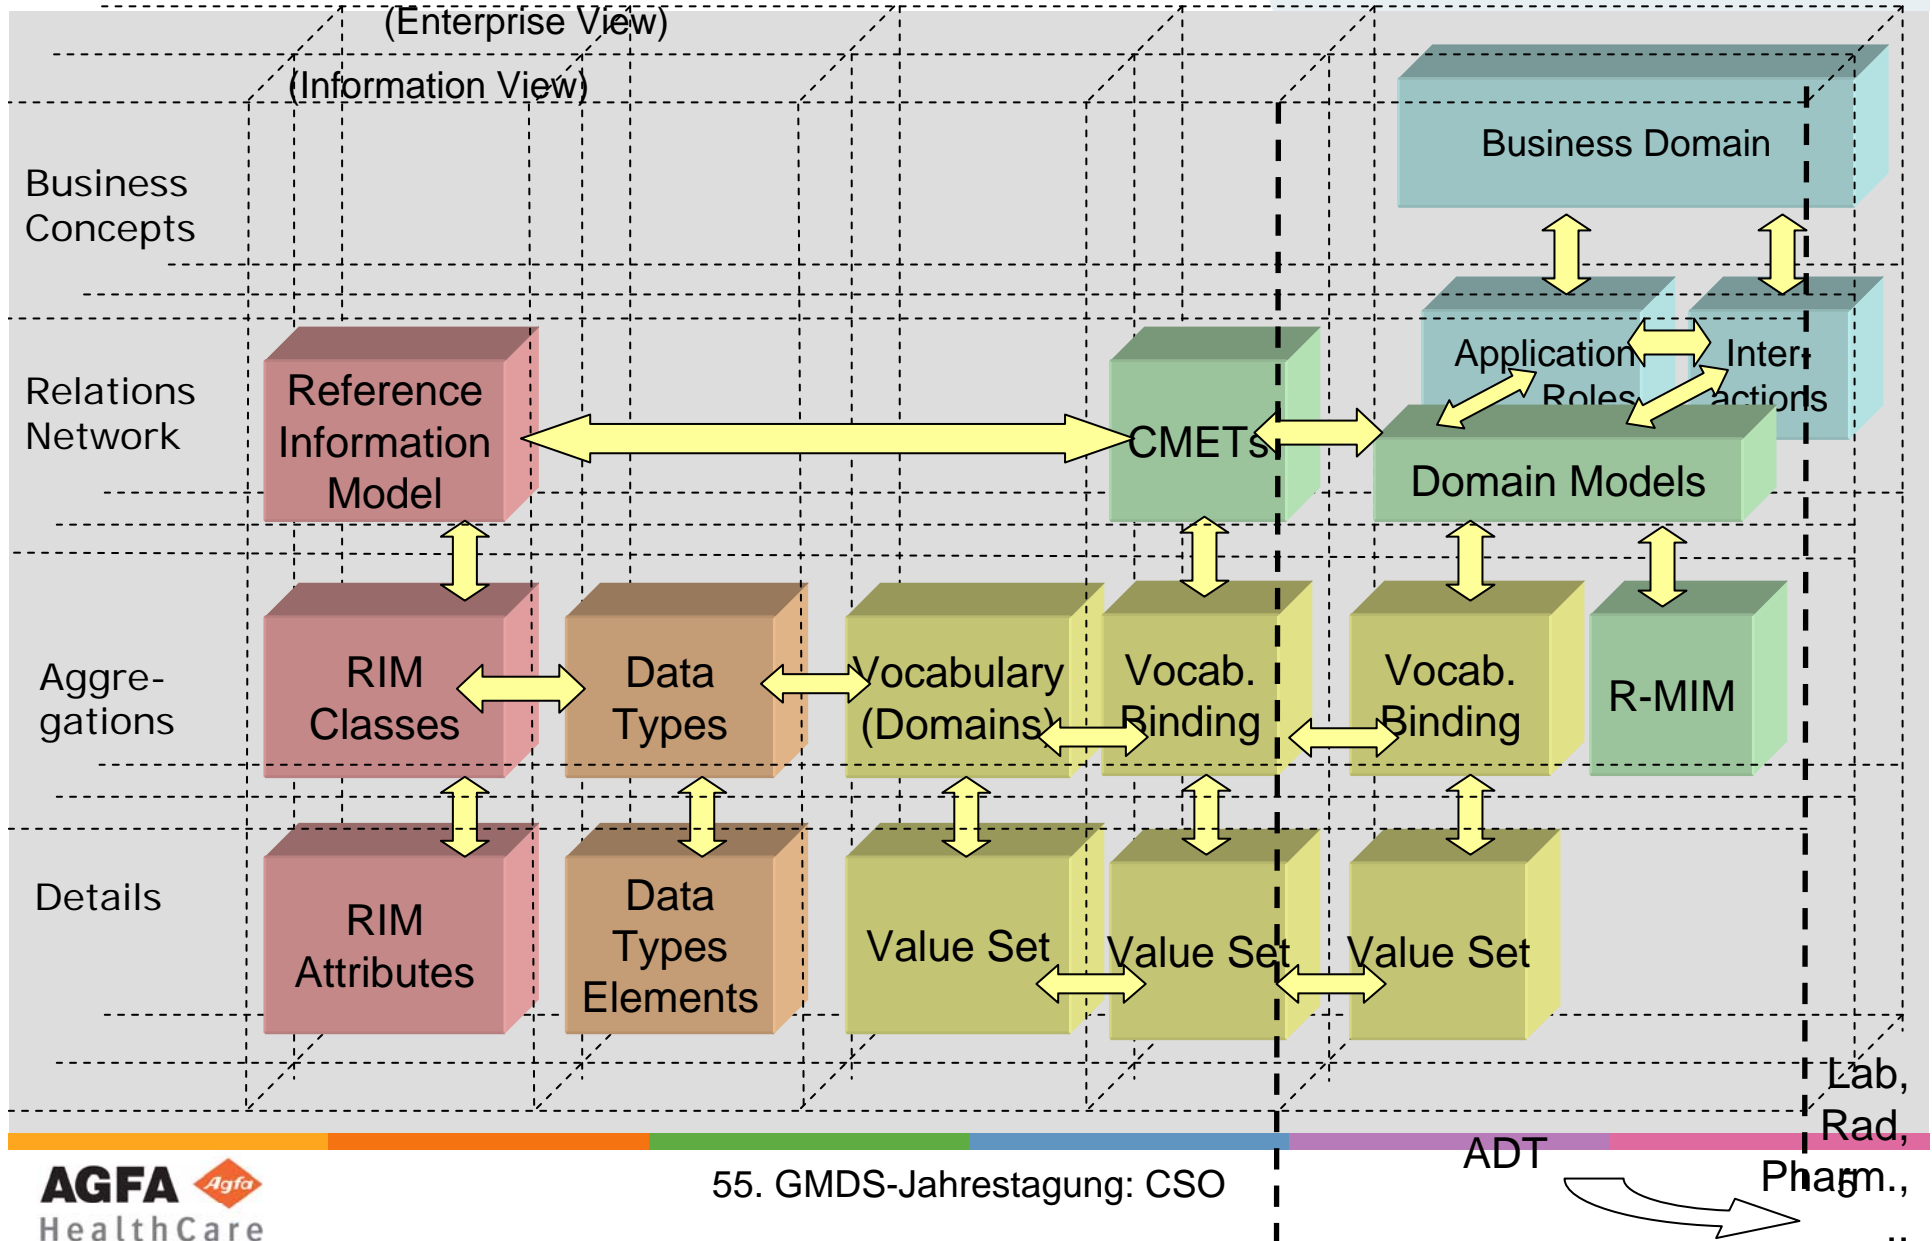 (Enterprise View)
(Information View)
Business Domain
Business
Concepts
Relations
Network
Reference
Information
Model
CMETs
Application
Roles
Inter-
actions
Domain Models
Aggre-
gations
RIM
Classes
Data
Types
Vocabulary
(Domains)
Vocab.
Binding
Vocab.
Binding
R-MIM
Details
RIM
Attributes
Data
Types
Elements
Value Set
Value Set
Value Set
Lab,
Rad,
Pharm.,
..
ADT
AGFA
Agfa
HealthCare
55. GMDS-Jahrestagung: CSO
5